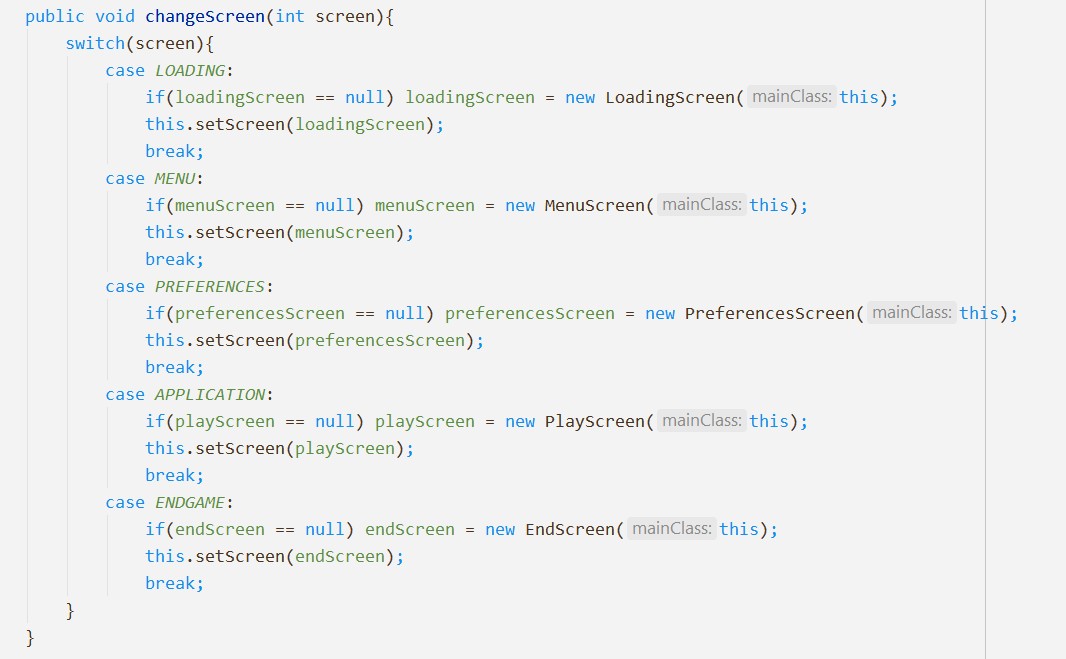 public void changeScreen(int screen){
switch(screen){
case LOADING:
if(loadingScreen == null) loadingScreen = new LoadingScreen( mainClass: this);
this.setScreen(loadingScreen);
break;
case MENU:
if(menuScreen == null) menuScreen = new MenuScreen( mainClass: this);
this.setScreen(menuScreen);
break;
case PREFERENCES:
if(preferencesScreen == null) preferencesScreen = new PreferencesScreen( mainClass: this);
this.setScreen(preferencesScreen);
break;
case APPLICATION:
if(playScreen == null) playScreen = new PlayScreen( mainClass: this);
this.setScreen(playScreen);
break;
case ENDGAME:
if(endScreen == null) endScreen = new EndScreen( mainClass: this);
this.setScreen(endScreen);
break;
}
}